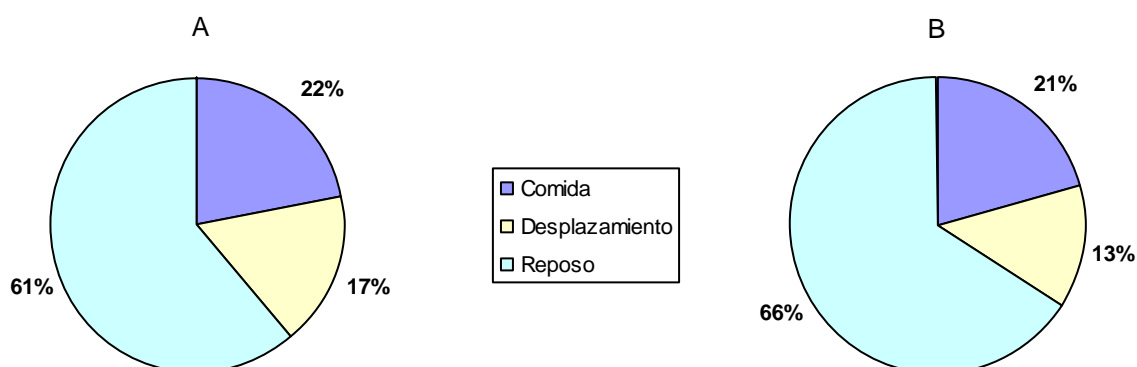 A
B
22%
17%
61%
Comida
Desplazamiento
Reposo
21%
13%
66%